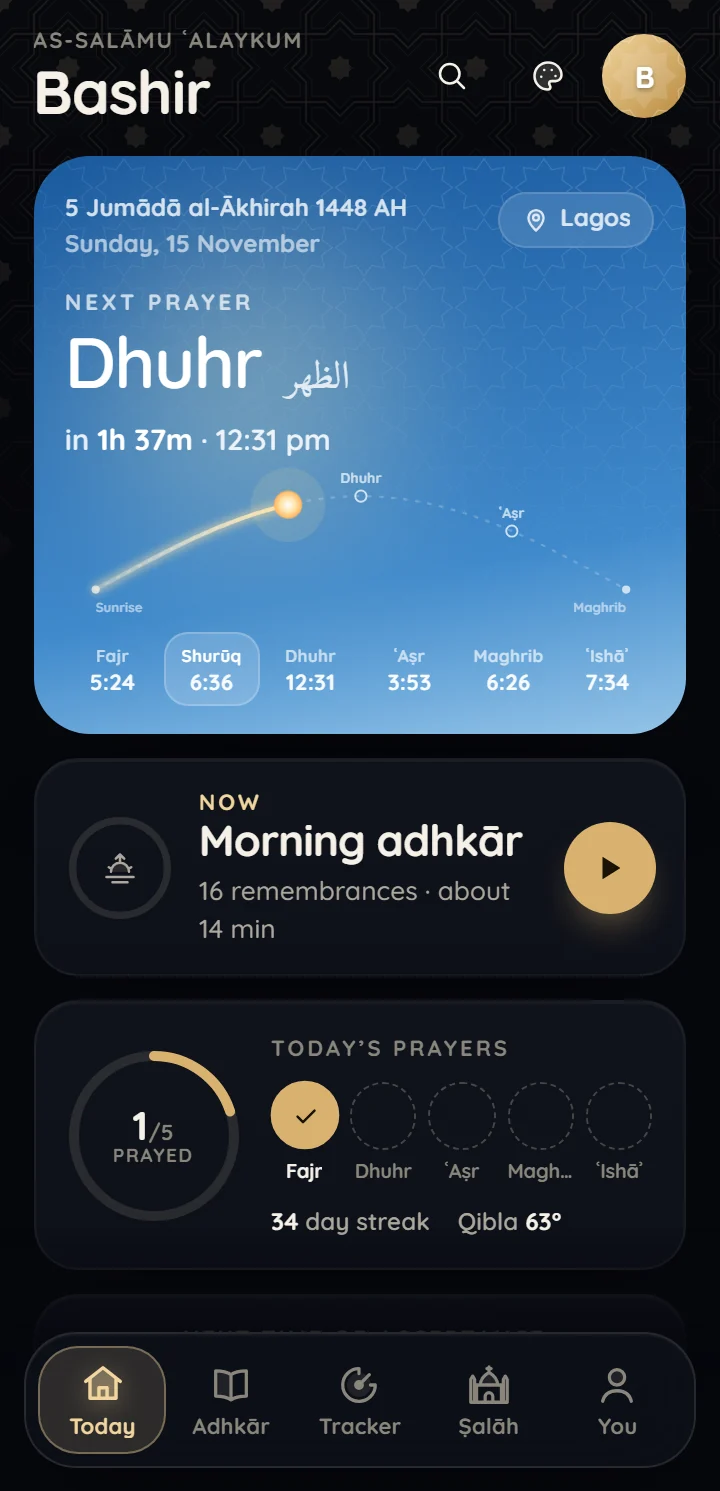 AS-SALĀMU ʿALAYKUM
Bashir
B
5 Jumādā al-Ākhirah 1448 AH
Sunday, 15 November
Lagos
NEXT PRAYER
Dhuhr الظهر
in 1h 37m · 12:31 pm
Dhuhr
ʿAṣr
Sunrise
Maghrib
Fajr Shurūq Dhuhr ʿAṣr Maghrib ʿIshāʾ
5:24 6:36 12:31 3:53 6:26 7:34
NOW
Morning adhkār
16 remembrances · about
14 min
TODAY’S PRAYERS
1/5
PRAYED
Fajr Dhuhr ʿAṣr Magh… ʿIshāʾ
34 day streak Qibla 63°
Today Adhkār Tracker Ṣalāh You